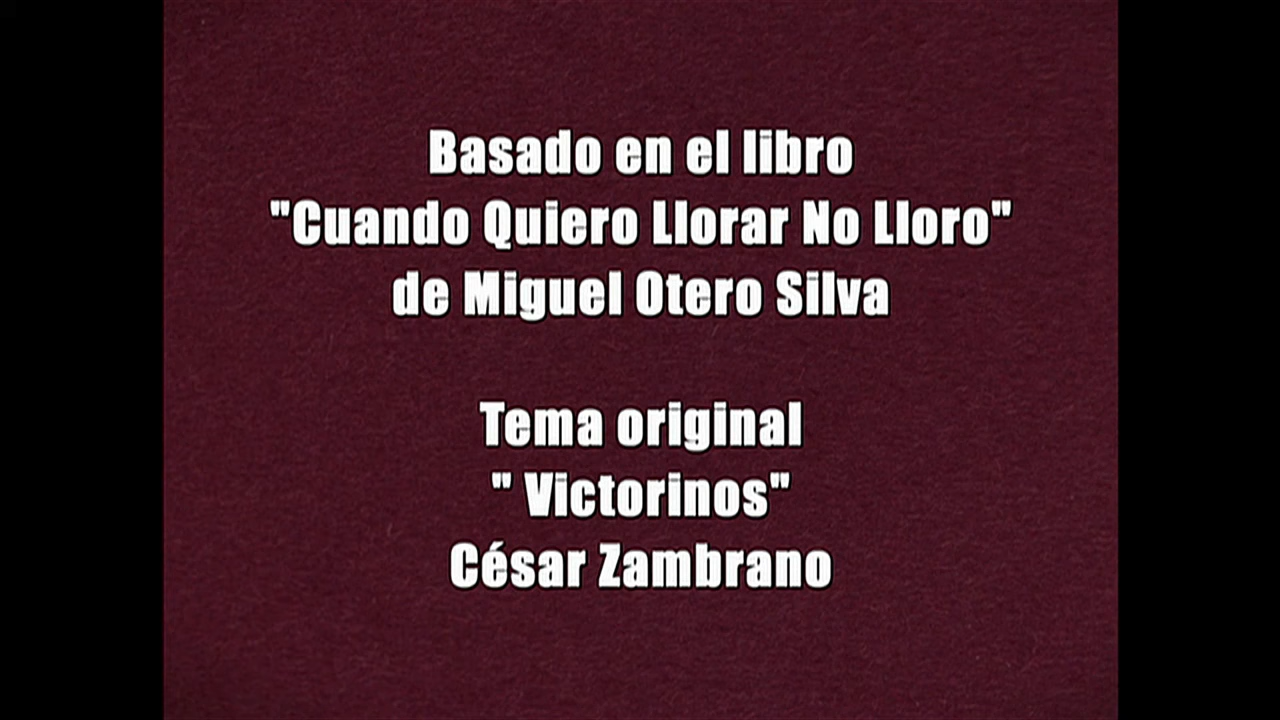 Basado en el libro
"Cuando Quiero Llorar No Lloro"
de Miguel Otero Silva
Tema original
" Victorinos"
César Zambrano